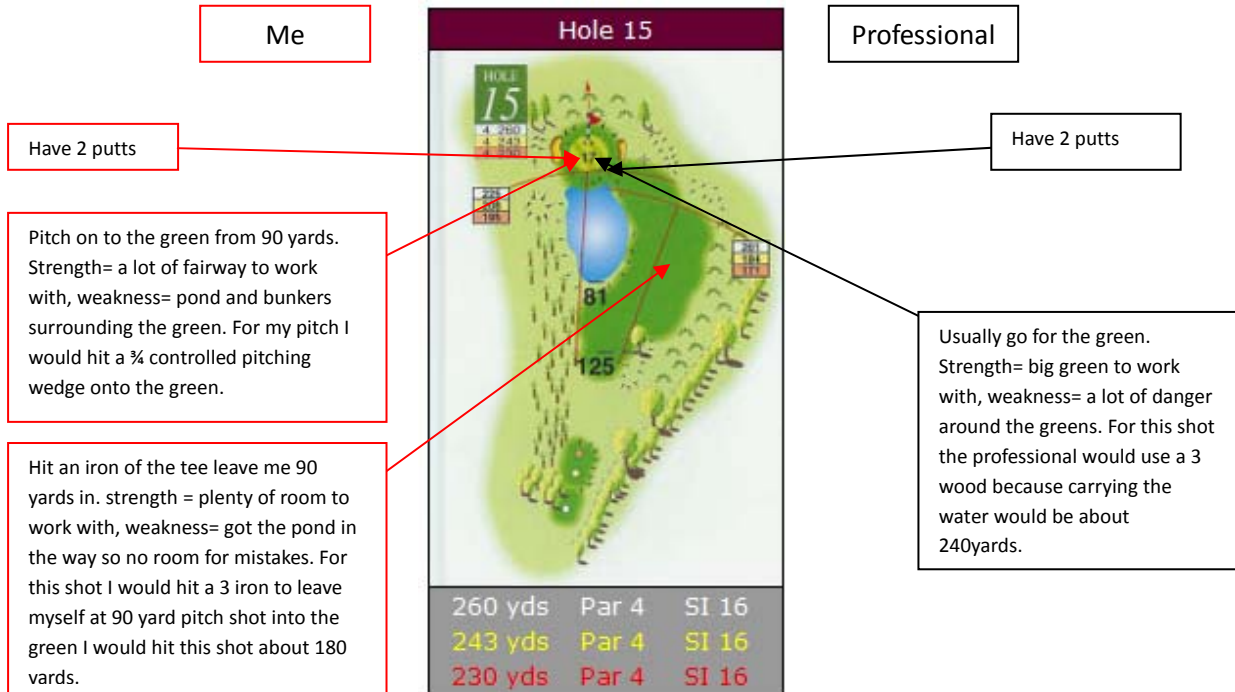 Me
Hole 15
Professional
HOLE
15
4 260
4 243
Have 2 putts
Have 2 putts
225
195
Pitch on to the green from 90 yards.
Strength= a lot of fairway to work
with, weakness= pond and bunkers
surrounding the green. For my pitch I
would hit a ¾ controlled pitching
wedge onto the green.
81
125
Usually go for the green.
Strength= big green to work
with, weakness= a lot of danger
around the greens. For this shot
the professional would use a 3
wood because carrying the
water would be about
240yards.
Hit an iron of the tee leave me 90
yards in. strength = plenty of room to
work with, weakness= got the pond in
the way so no room for mistakes. For
this shot I would hit a 3 iron to leave
myself at 90 yard pitch shot into the
green I would hit this shot about 180
yards.
260 yds Par 4 SI 16
243 yds Par 4 SI 16
230 yds Par 4 SI 16